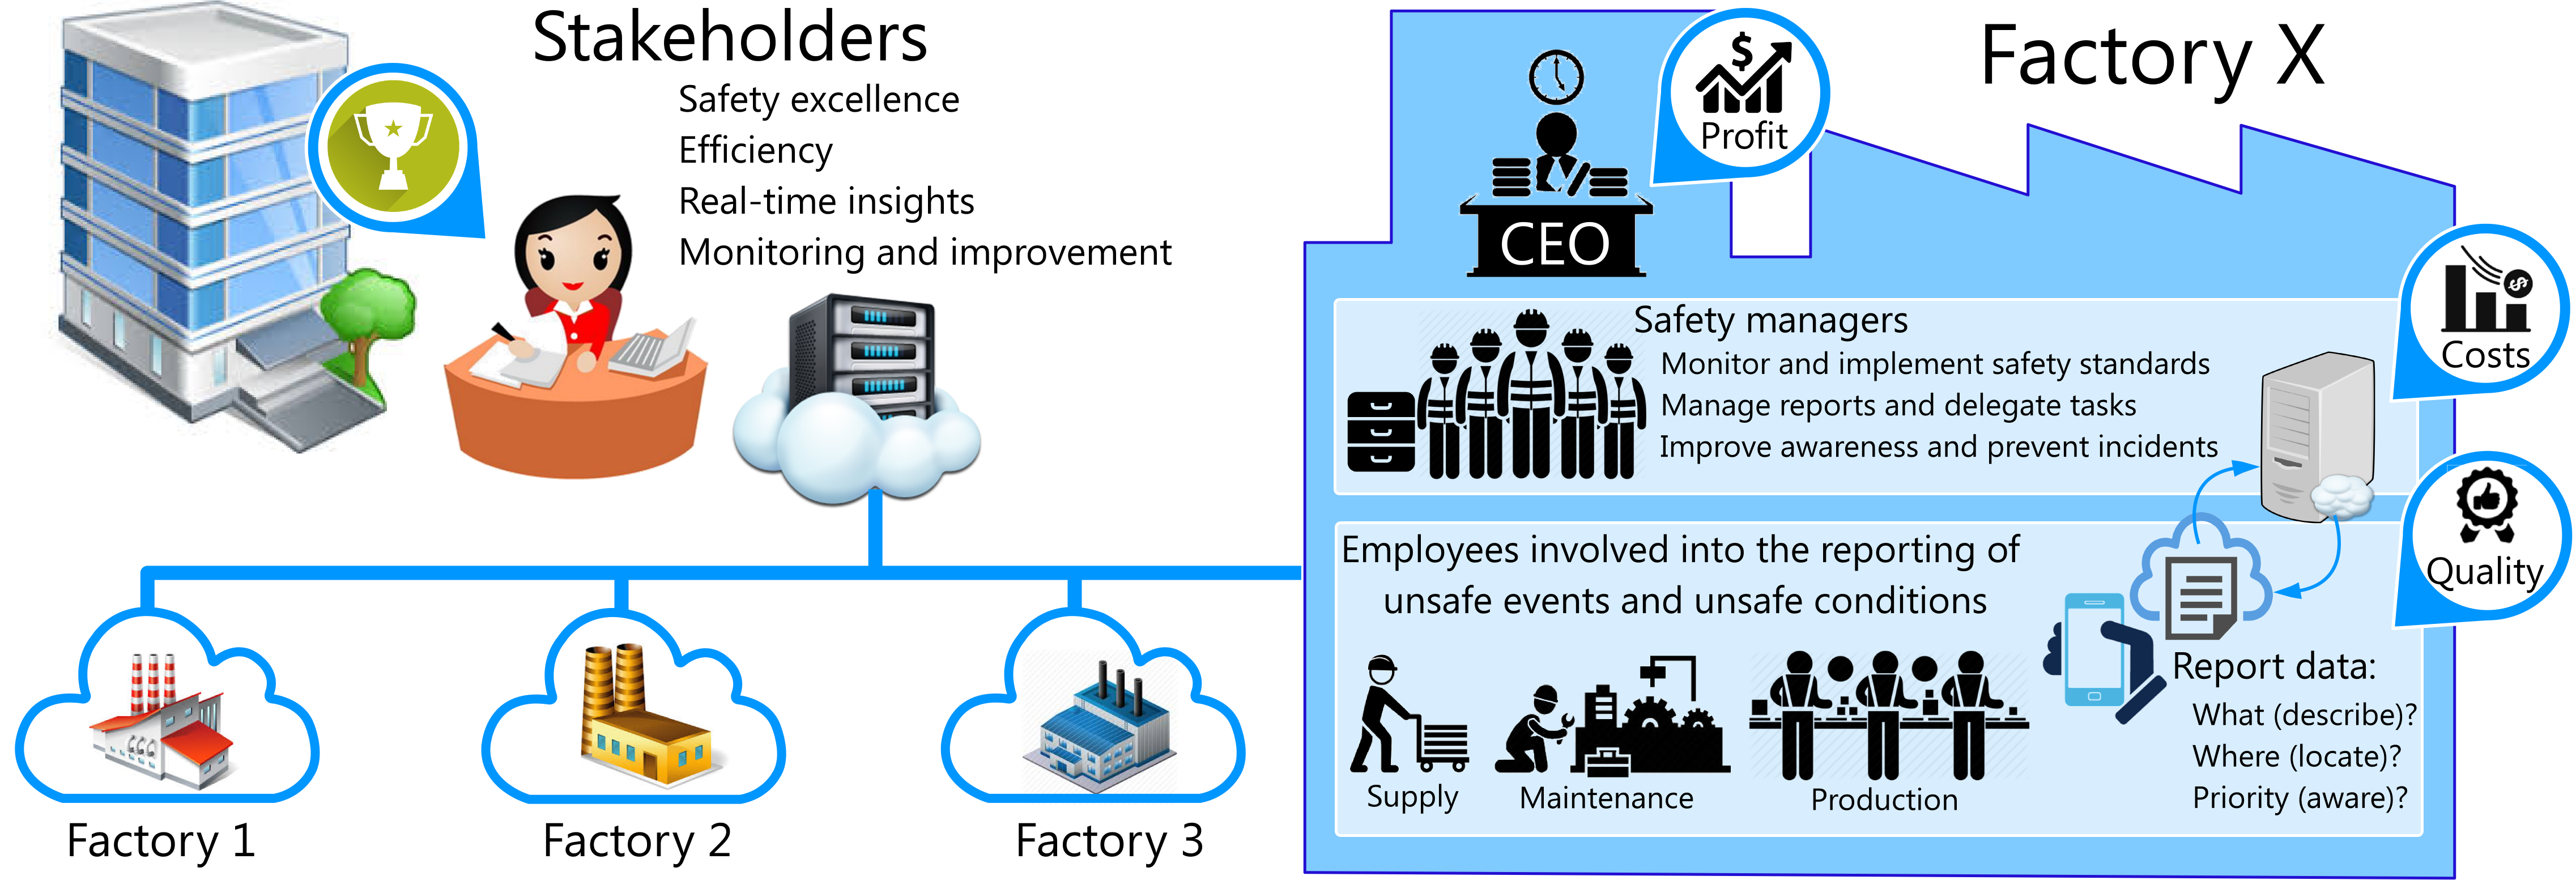 Stakeholders
Safety excellence
Efficiency
Real-time insights
Monitoring and improvement
Factory 1
Factory 2
Factory 3
Factory X
$
Profit
CEO
Safety managers
Monitor and implement safety standards
Manage reports and delegate tasks
Improve awareness and prevent incidents
$
Costs
Quality
Employees involved into the reporting of
unsafe events and unsafe conditions
Supply
Maintenance
Production
Report data:
What (describe)?
Where (locate)?
Priority (aware)?